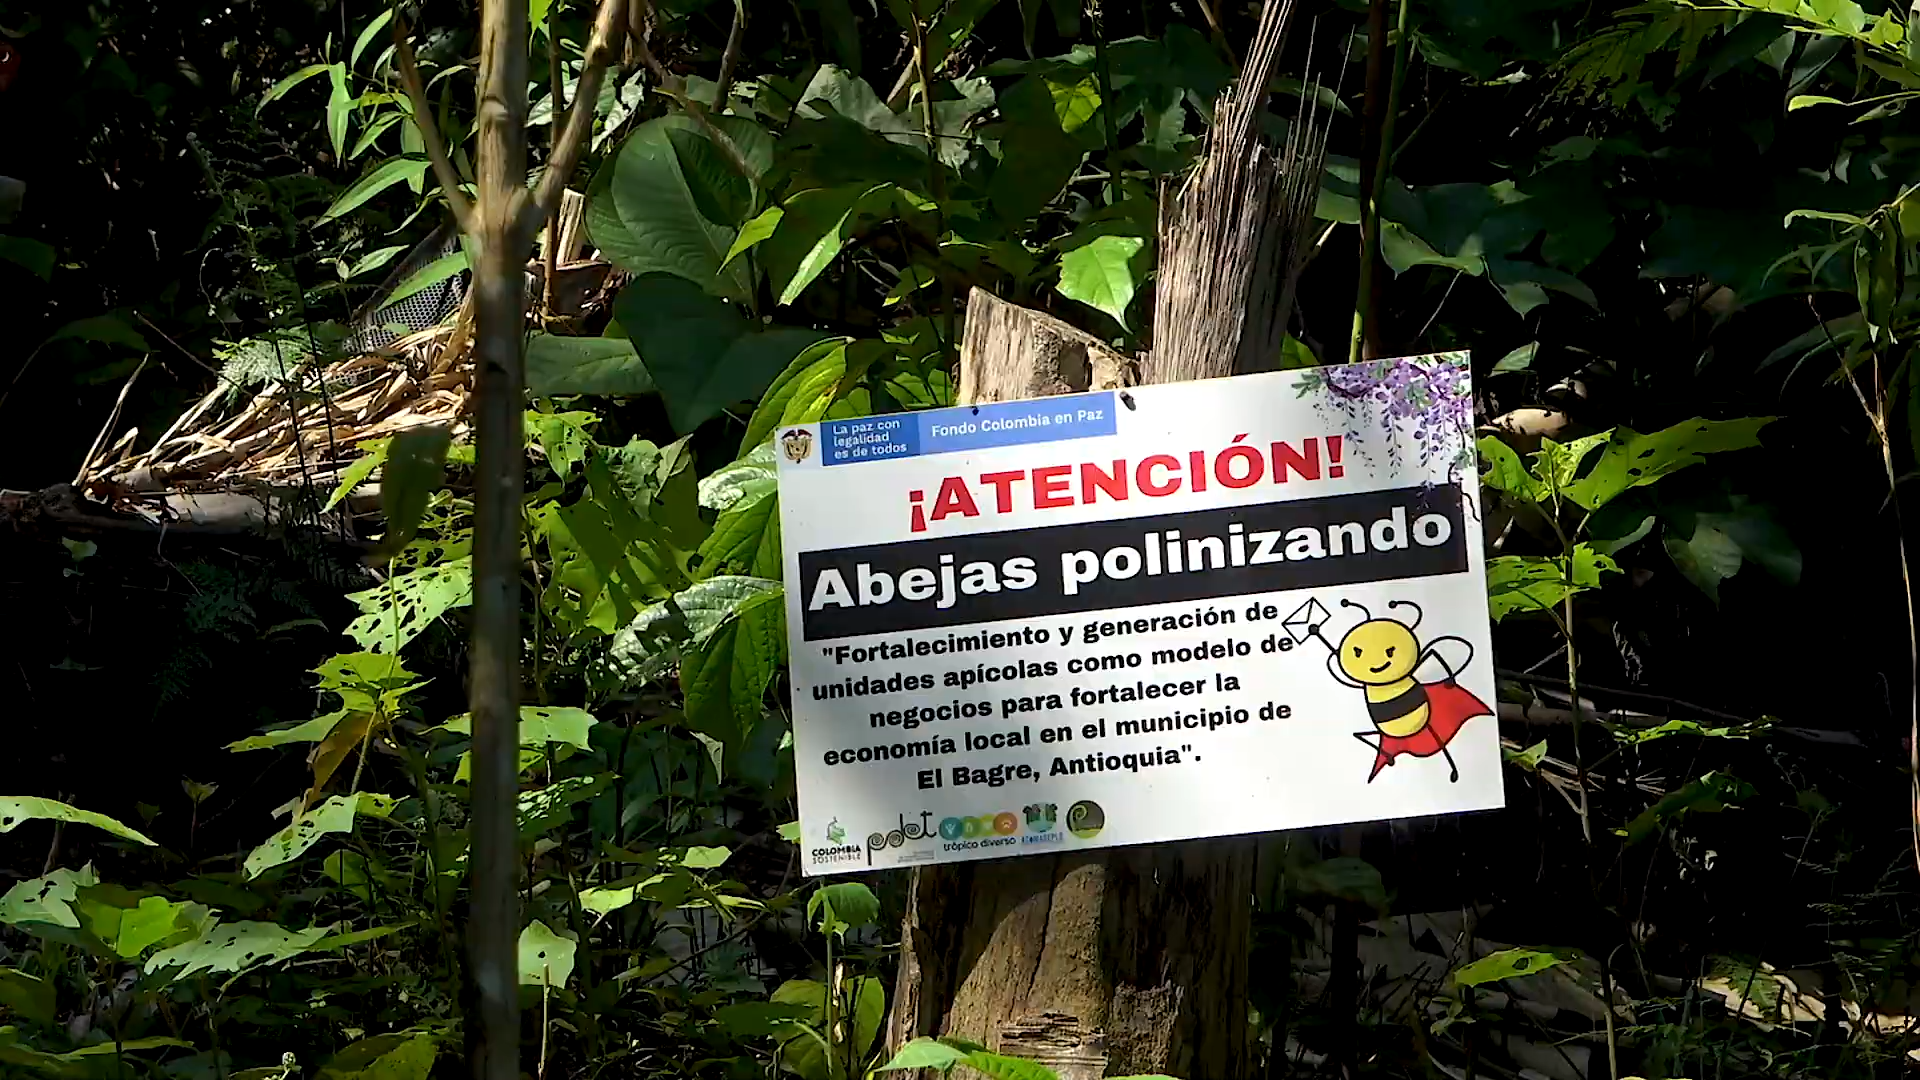 La paz con
legalidad
es de todos
Fondo Colombia en Paz
¡ATENCIÓN!
Abejas polinizando
"Fortalecimiento y generación de
unidades apícolas como modelo de
negocios para fortalecer la
economía local en el municipio de
El Bagre, Antioquia".
COLOMBIA
SOSTENIBLE
pdet
trópico diverso